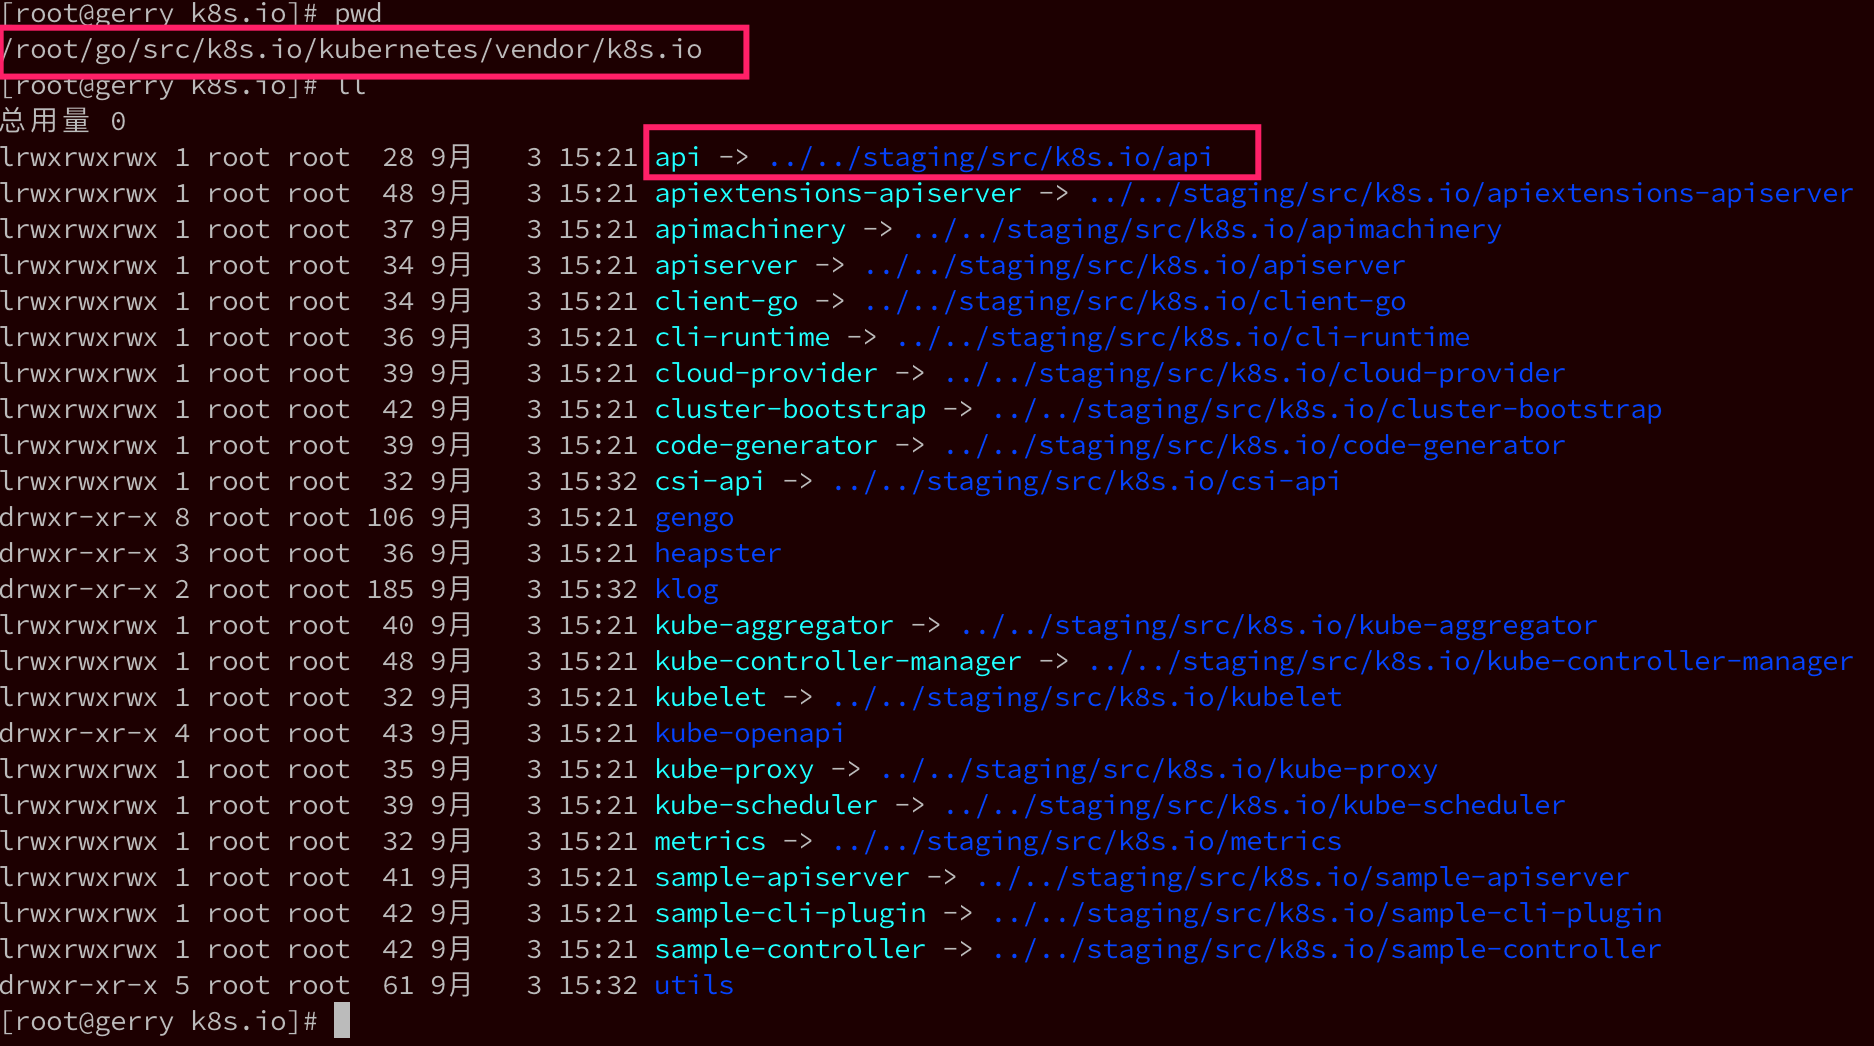 [root@gerry k8s.io]# pwd
/root/go/src/k8s.io/kubernetes/vendor/k8s.io
[root@gerry k8s.io]# ll
总用量 0
lrwxrwxrwx 1 root root  28 9月   3 15:21 api -> ../../staging/src/k8s.io/api
lrwxrwxrwx 1 root root  48 9月   3 15:21 apiextensions-apiserver -> ../../staging/src/k8s.io/apiextensions-apiserver
lrwxrwxrwx 1 root root  37 9月   3 15:21 apimachinery -> ../../staging/src/k8s.io/apimachinery
lrwxrwxrwx 1 root root  34 9月   3 15:21 apiserver -> ../../staging/src/k8s.io/apiserver
lrwxrwxrwx 1 root root  34 9月   3 15:21 client-go -> ../../staging/src/k8s.io/client-go
lrwxrwxrwx 1 root root  36 9月   3 15:21 cli-runtime -> ../../staging/src/k8s.io/cli-runtime
lrwxrwxrwx 1 root root  39 9月   3 15:21 cloud-provider -> ../../staging/src/k8s.io/cloud-provider
lrwxrwxrwx 1 root root  42 9月   3 15:21 cluster-bootstrap -> ../../staging/src/k8s.io/cluster-bootstrap
lrwxrwxrwx 1 root root  39 9月   3 15:21 code-generator -> ../../staging/src/k8s.io/code-generator
lrwxrwxrwx 1 root root  32 9月   3 15:32 csi-api -> ../../staging/src/k8s.io/csi-api
drwxr-xr-x 8 root root 106 9月   3 15:21 gengo
drwxr-xr-x 3 root root  36 9月   3 15:21 heapster
drwxr-xr-x 2 root root 185 9月   3 15:32 klog
lrwxrwxrwx 1 root root  40 9月   3 15:21 kube-aggregator -> ../../staging/src/k8s.io/kube-aggregator
lrwxrwxrwx 1 root root  48 9月   3 15:21 kube-controller-manager -> ../../staging/src/k8s.io/kube-controller-manager
lrwxrwxrwx 1 root root  32 9月   3 15:21 kubelet -> ../../staging/src/k8s.io/kubelet
drwxr-xr-x 4 root root  43 9月   3 15:21 kube-openapi
lrwxrwxrwx 1 root root  35 9月   3 15:21 kube-proxy -> ../../staging/src/k8s.io/kube-proxy
lrwxrwxrwx 1 root root  39 9月   3 15:21 kube-scheduler -> ../../staging/src/k8s.io/kube-scheduler
lrwxrwxrwx 1 root root  32 9月   3 15:21 metrics -> ../../staging/src/k8s.io/metrics
lrwxrwxrwx 1 root root  41 9月   3 15:21 sample-apiserver -> ../../staging/src/k8s.io/sample-apiserver
lrwxrwxrwx 1 root root  42 9月   3 15:21 sample-cli-plugin -> ../../staging/src/k8s.io/sample-cli-plugin
lrwxrwxrwx 1 root root  42 9月   3 15:21 sample-controller -> ../../staging/src/k8s.io/sample-controller
drwxr-xr-x 5 root root  61 9月   3 15:32 utils
[root@gerry k8s.io]#